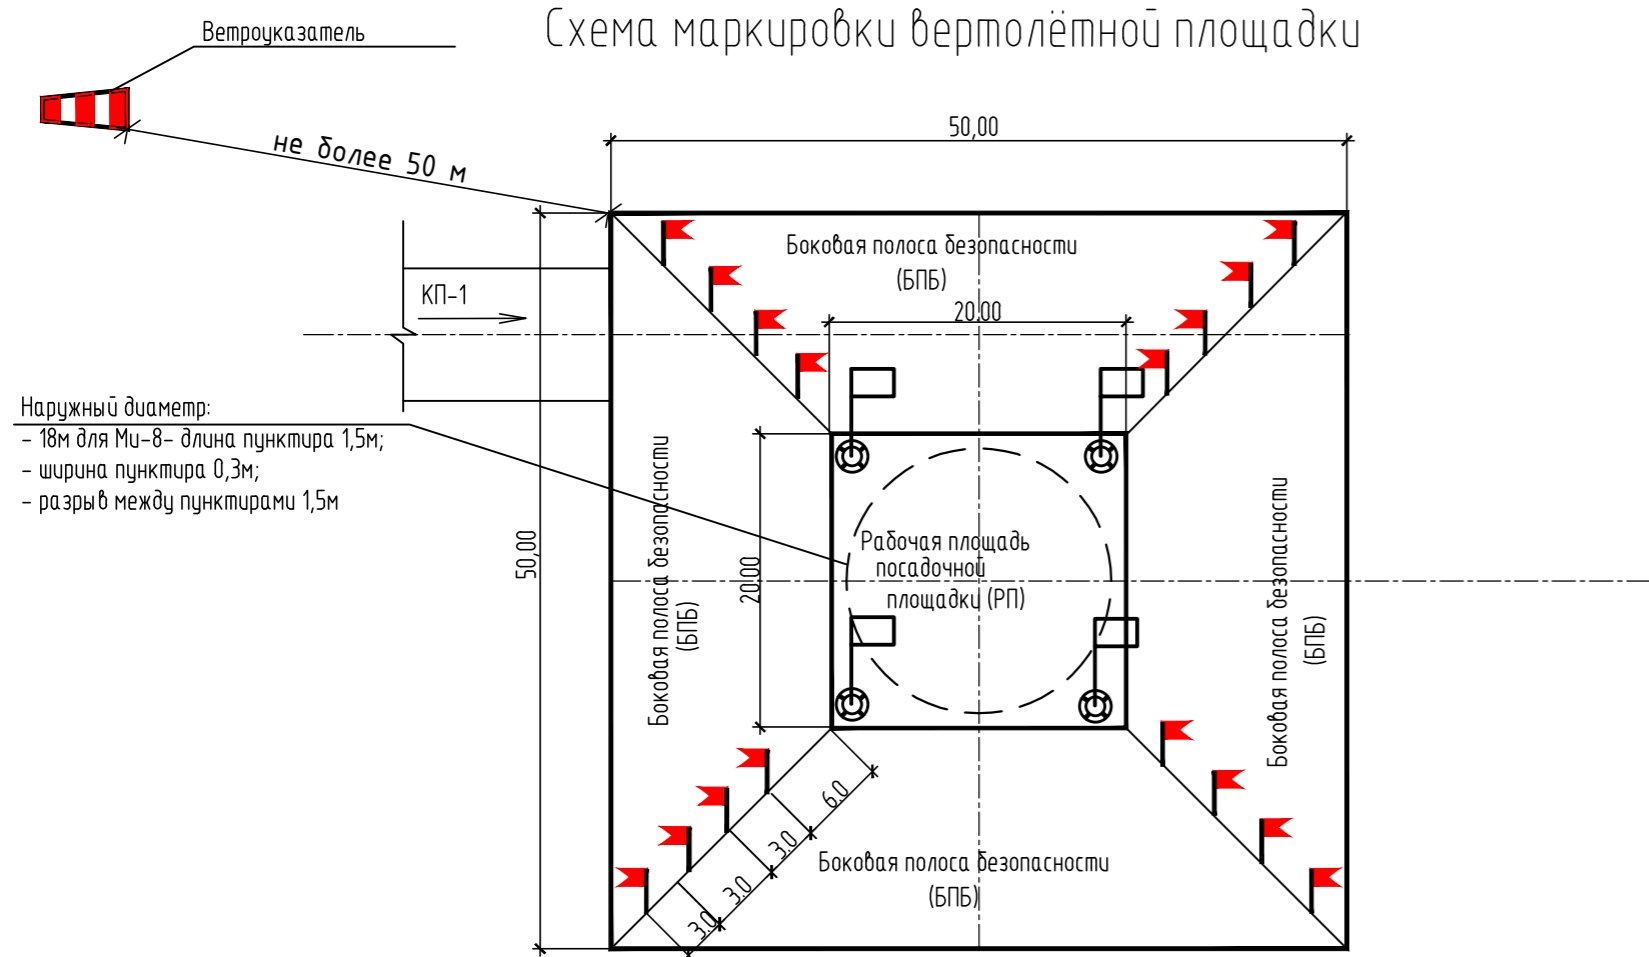 Схема маркировки вертолётной площадки
Ветроуказатель
не более 50 м
50,00
Боковая полоса безопасности
(БПБ)
КП-1
20.00
Наружный диаметр:
- 18м для Ми-8- длина пунктира 1,5м;
- ширина пунктира 0,3м;
- разрыв между пунктирами 1,5м
50,00
Боковая полоса безопасности
(БПБ)
20.00
Рабочая площадь
посадочной
площадки (РП)
Боковая полоса безопасности
(БПБ)
6.0
3.0
3.0
3.0
Боковая полоса безопасности
(БПБ)